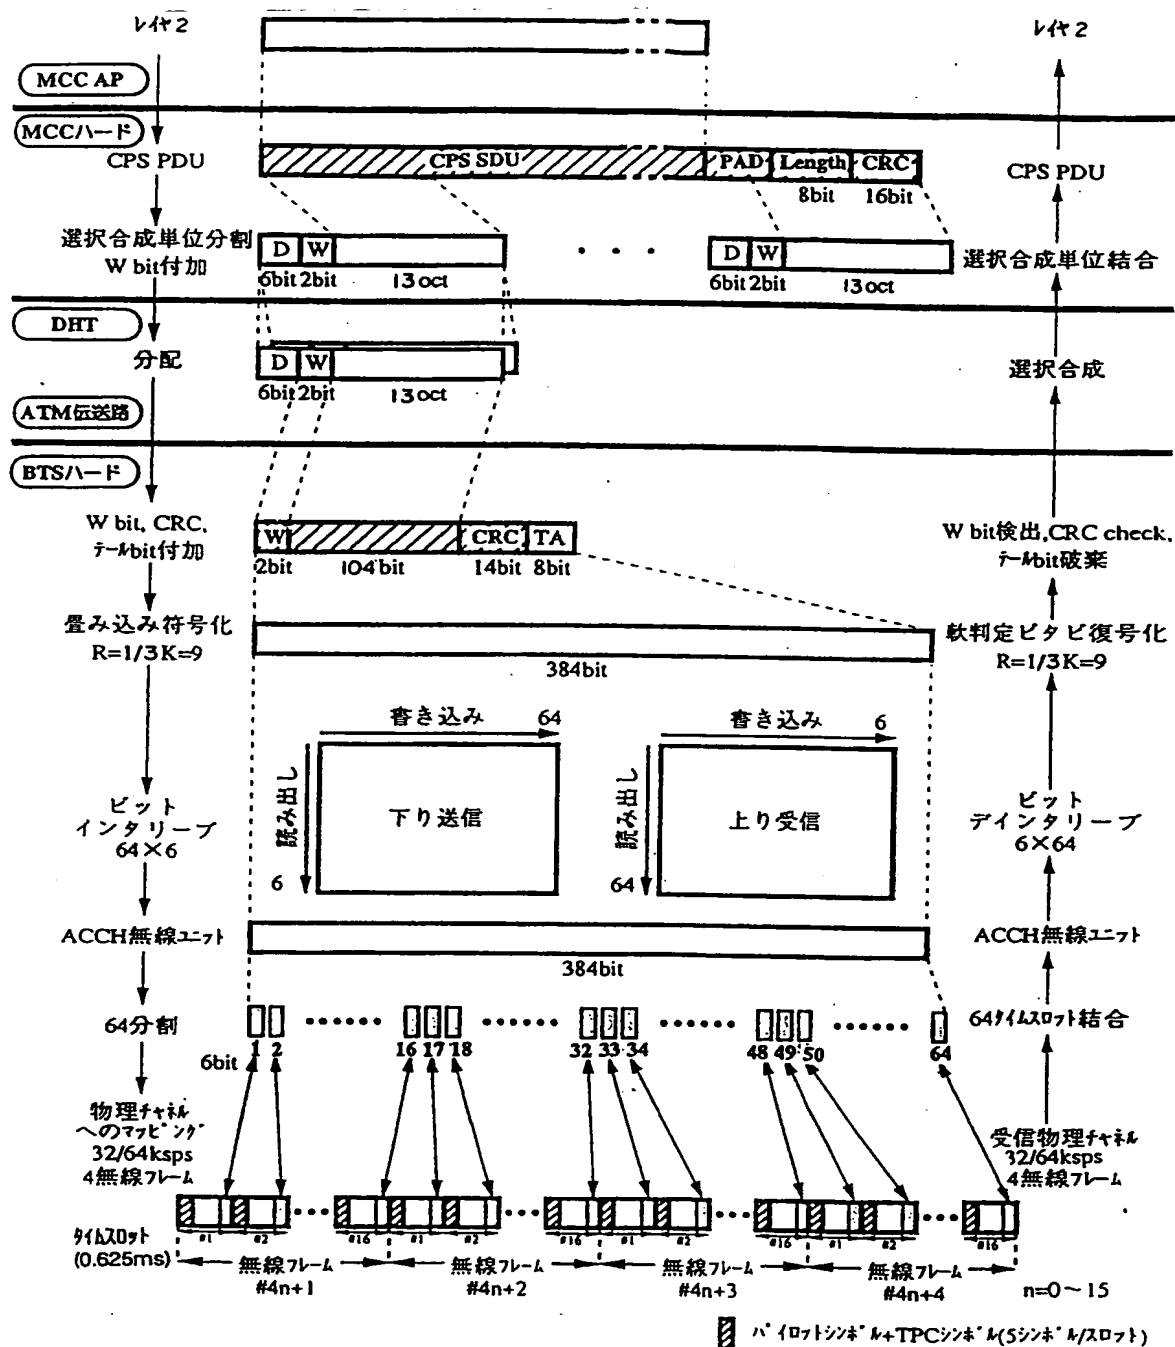 レイヤ2
レイヤ2
MCC AP
MCCハード
CPS PDU
CPS SDU
PAD
Length
CRC
8bit
16bit
CPS PDU
選択合成単位分割
W bit付加
D
W
6bit
2bit
13oct
D
W
6bit
2bit
13oct
選択合成単位結合
DHT
分配
D
W
6bit
2bit
13oct
選択合成
ATM伝送路
BTSハード
W bit, CRC,
テールbit付加
W
CRC
TA
2bit
104bit
14bit
8bit
W bit検出,CRC check,
テールbit破棄
畳み込み符号化
R=1/3 K=9
384bit
軟判定ビタビ復号化
R=1/3 K=9
書き込み
64
書き込み
6
読み出し
下り送信
6
読み出し
上り受信
64
ビット
インタリーブ
64×6
ビット
デインタリーブ
6×64
ACCH無線ユニット
384bit
ACCH無線ユニット
64分割
6bit
1
2
16
17
18
32
33
34
48
49
50
64
64タイムスロット結合
物理チャネル
へのマッピング
32/64ksps
4無線フレーム
受信物理チャネル
32/64ksps
4無線フレーム
タイムスロット
(0.625ms)
#1
#2
#16
#1
#2
#16
#1
#2
#16
#1
#2
#16
無線フレーム
#4n+1
無線フレーム
#4n+2
無線フレーム
#4n+3
無線フレーム
#4n+4
n=0～15
パイロットシンボル+TPCシンボル(5シンボル/スロット)